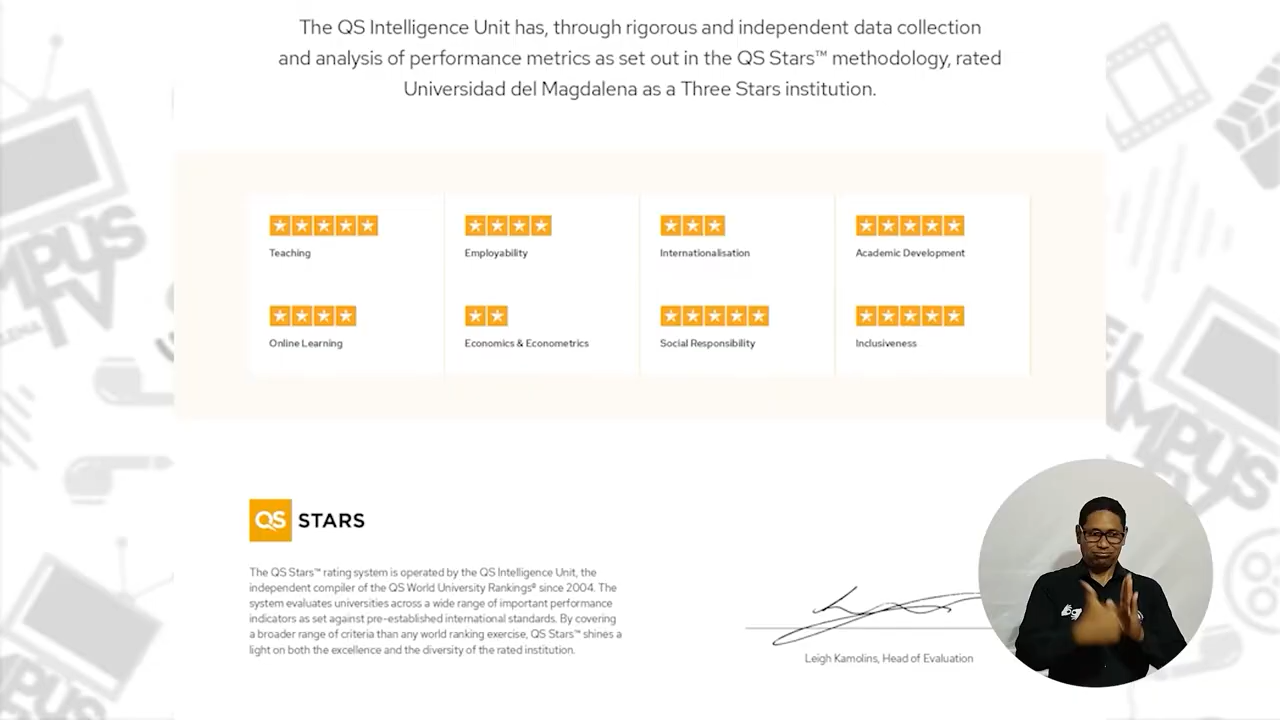 The QS Intelligence Unit has, through rigorous and independent data collection
and analysis of performance metrics as set out in the QS Stars™ methodology, rated
Universidad del Magdalena as a Three Stars institution.
Teaching
Employability
Internationalisation
Academic Development
Online Learning
Economics & Econometrics
Social Responsibility
Inclusiveness
QS STARS
The QS Stars™ rating system is operated by the QS Intelligence Unit, the
independent compiler of the QS World University Rankings® since 2004. The
system evaluates universities across a wide range of important performance
indicators as set against pre-established international standards. By covering
a broader range of criteria than any world ranking exercise, QS Stars™ shines a
light on both the excellence and the diversity of the rated institution.
Leigh Kamolins, Head of Evaluation
MPUS
TV
AMPUS
TV